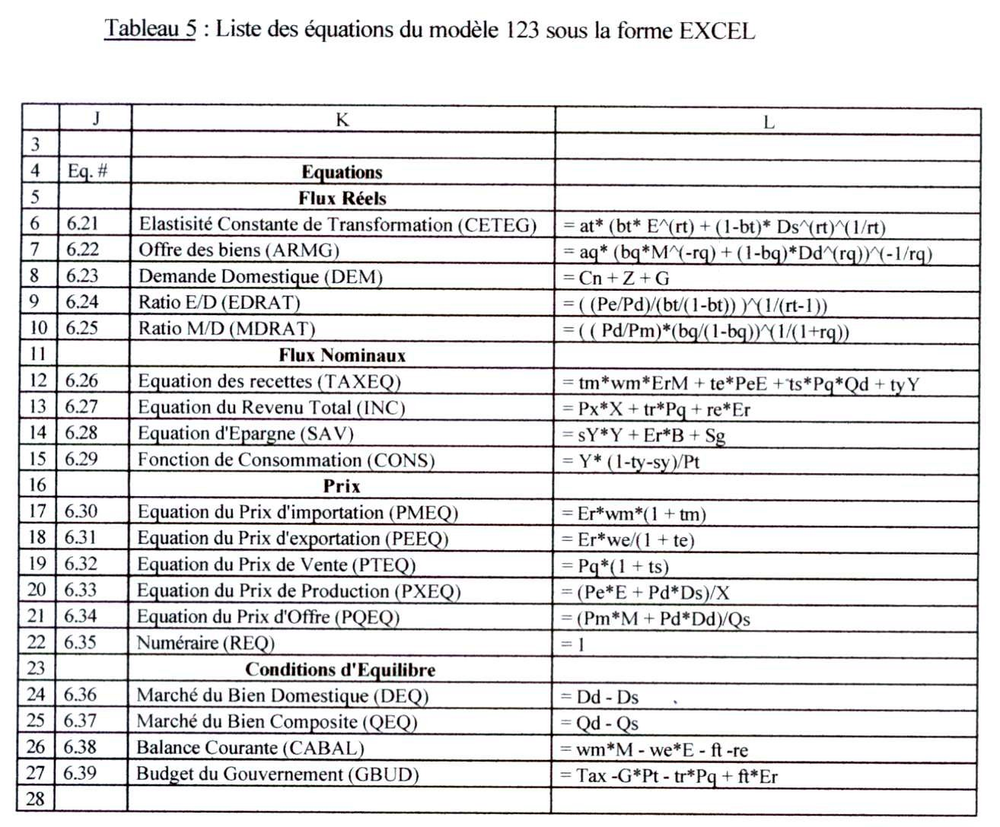 Tableau 5 : Liste des équations du modèle 123 sous la forme EXCEL
J K L
3
4 Eq. # Equations
5 Flux Réels
6 6.21 Elastisité Constante de Transformation (CETEG) = at* (bt* E^(rt) + (1-bt)* Ds^(rt)^(1/rt)
7 6.22 Offre des biens (ARMG) = aq* (bq*M^(-rq) + (1-bq)*Dd^(rq))^(-1/rq)
8 6.23 Demande Domestique (DEM) = Cn + Z + G
9 6.24 Ratio E/D (EDRAT) = ( (Pe/Pd)/(bt/(1-bt)) )^(1/(rt-1))
10 6.25 Ratio M/D (MDRAT) = ( ( Pd/Pm)*(bq/(1-bq))^(1/(1+rq))
11 Flux Nominaux
12 6.26 Equation des recettes (TAXEQ) = tm*wm*ErM + te*PeE + ts*Pq*Qd + tyY
13 6.27 Equation du Revenu Total (INC) = Px*X + tr*Pq + re*Er
14 6.28 Equation d'Epargne (SAV) = sY*Y + Er*B + Sg
15 6.29 Fonction de Consommation (CONS) = Y* (1-ty-sy)/Pt
16 Prix
17 6.30 Equation du Prix d'importation (PMEQ) = Er*wm*(1 + tm)
18 6.31 Equation du Prix d'exportation (PEEQ) = Er*we/(1 + te)
19 6.32 Equation du Prix de Vente (PTEQ) = Pq*(1 + ts)
20 6.33 Equation du Prix de Production (PXEQ) = (Pe*E + Pd*Ds)/X
21 6.34 Equation du Prix d'Offre (PQEQ) = (Pm*M + Pd*Dd)/Qs
22 6.35 Numéraire (REQ) = 1
23 Conditions d'Equilibre
24 6.36 Marché du Bien Domestique (DEQ) = Dd - Ds
25 6.37 Marché du Bien Composite (QEQ) = Qd - Qs
26 6.38 Balance Courante (CABAL) = wm*M - we*E - ft -re
27 6.39 Budget du Gouvernement (GBUD) = Tax -G*Pt - tr*Pq + ft*Er
28